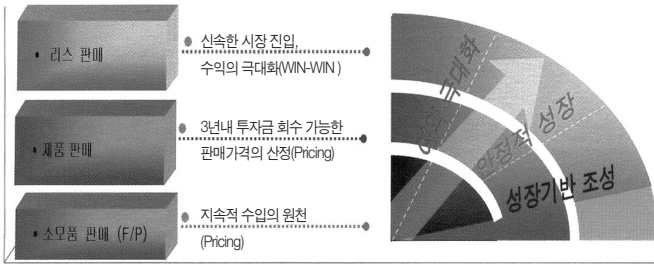 • 리스 판매
신속한 시장 진입,
수익의 극대화(WIN-WIN )
• 제품 판매
3년내 투자금 회수 가능한
판매가격의 산정(Pricing)
• 소모품 판매 (F/P)
지속적 수입의 원천
(Pricing)
극대화
안정적 성장
성장기반 조성